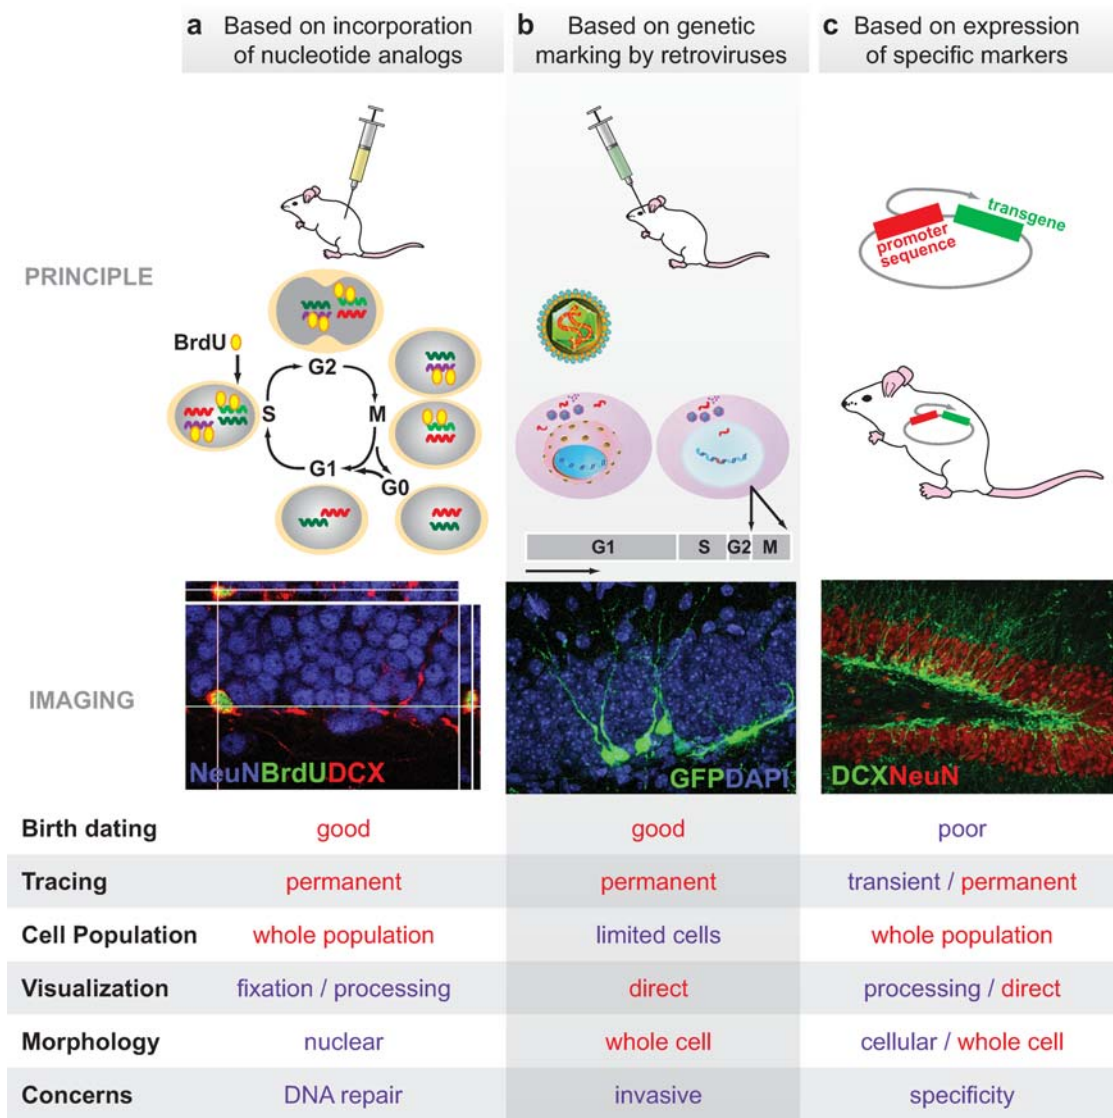 a Based on incorporation
of nucleotide analogs
b Based on genetic
marking by retroviruses
c Based on expression
of specific markers
PRINCIPLE
BrdU
G2
S
M
G1
G0
G1 S G2 M
transgene
promoter
sequence
IMAGING
NeuNBrdUDCX
GFPDAPI
DCXNeuN
Birth dating good good poor
Tracing permanent permanent transient / permanent
Cell Population whole population limited cells whole population
Visualization fixation / processing direct processing / direct
Morphology nuclear whole cell cellular / whole cell
Concerns DNA repair invasive specificity